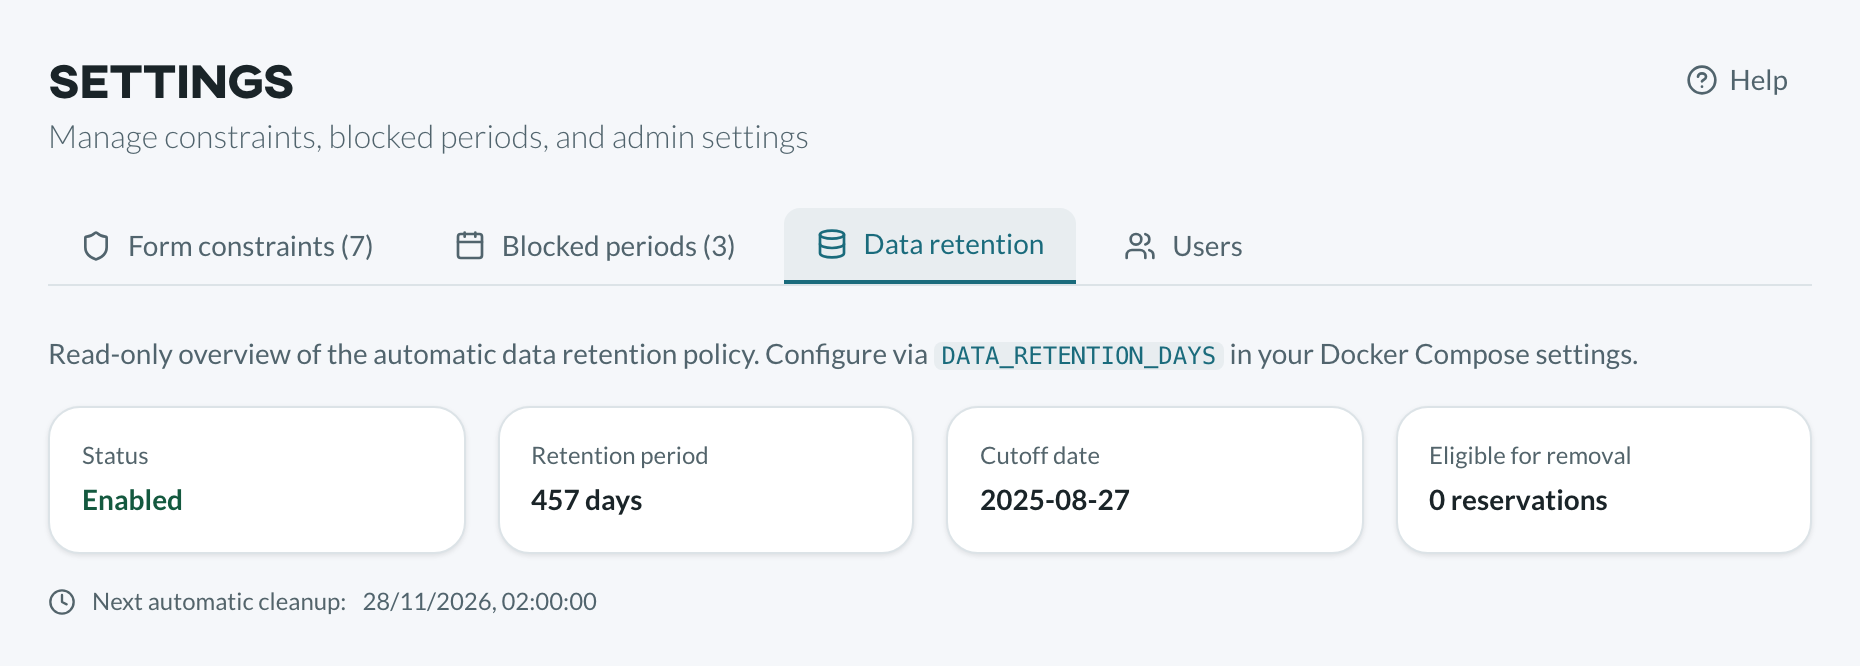 SETTINGS
Help
Manage constraints, blocked periods, and admin settings
Form constraints (7)
Blocked periods (3)
Data retention
Users
Read-only overview of the automatic data retention policy. Configure via DATA_RETENTION_DAYS in your Docker Compose settings.
Status
Enabled
Retention period
457 days
Cutoff date
2025-08-27
Eligible for removal
0 reservations
Next automatic cleanup: 28/11/2026, 02:00:00